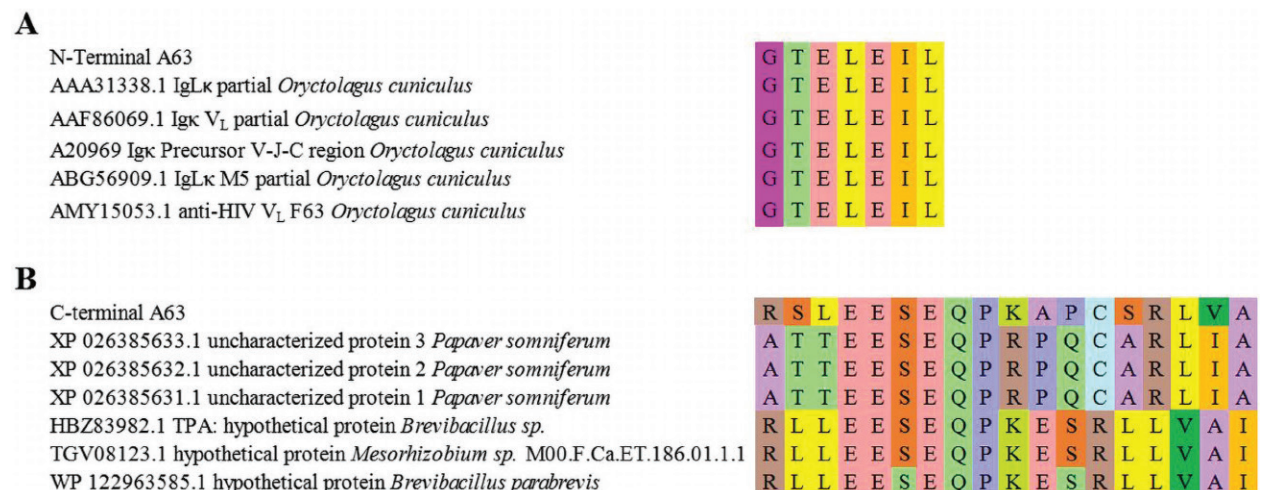 A
N-Terminal A63 G T E L E I L
AAA31338.1 IgLκ partial Oryctolagus cuniculus G T E L E I L
AAF86069.1 Igκ VL partial Oryctolagus cuniculus G T E L E I L
A20969 Igκ Precursor V-J-C region Oryctolagus cuniculus G T E L E I L
ABG56909.1 IgLκ M5 partial Oryctolagus cuniculus G T E L E I L
AMY15053.1 anti-HIV VL F63 Oryctolagus cuniculus G T E L E I L
B
C-terminal A63 R S L E E S E Q P K A P C S R L V A
XP 026385633.1 uncharacterized protein 3 Papaver somniferum A T T E E S E Q P R P Q C A R L I A
XP 026385632.1 uncharacterized protein 2 Papaver somniferum A T T E E S E Q P R P Q C A R L I A
XP 026385631.1 uncharacterized protein 1 Papaver somniferum A T T E E S E Q P R P Q C A R L I A
HBZ83982.1 TPA: hypothetical protein Brevibacillus sp. R L L E E S E Q P K E S R L L V A I
TGV08123.1 hypothetical protein Mesorhizobium sp. M00.F.Ca.ET.186.01.1.1 R L L E E S E Q P K E S R L L V A I
WP 122963585.1 hypothetical protein Brevibacillus parabrevis R L L E E S E Q P K E S R L L V A I